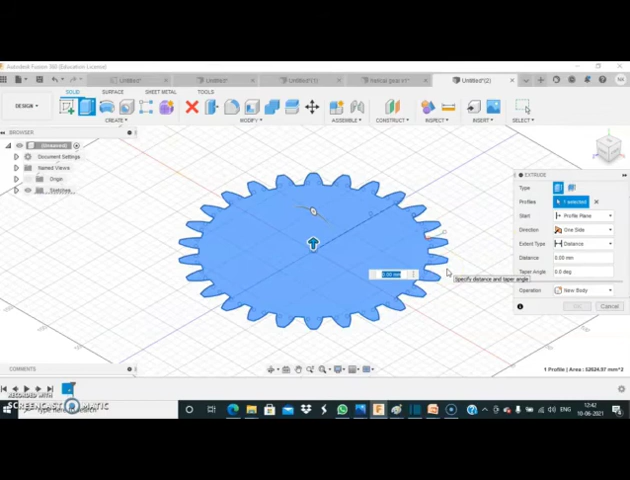 Autodesk Fusion 360 (Education License)
Untitled* Untitled* Untitled*(1) helical gear v1* Untitled*(2)
SOLID SURFACE SHEET METAL TOOLS
DESIGN
CREATE MODIFY ASSEMBLE CONSTRUCT INSPECT INSERT SELECT
BROWSER
(Unsaved)
Document Settings
Named Views
Origin
Sketches
EXTRUDE
Type
Profiles 1 selected
Start Profile Plane
Direction One Side
Extent Type Distance
Distance 0.00 mm
Taper Angle 0.0 deg
Operation New Body
OK Cancel
0.00 mm
Specify distance and taper angle
COMMENTS
1 Profile | Area : 52624.97 mm^2
RECORDED WITH
SCREENCAST MATIC
ENG
12:42
10-06-2021